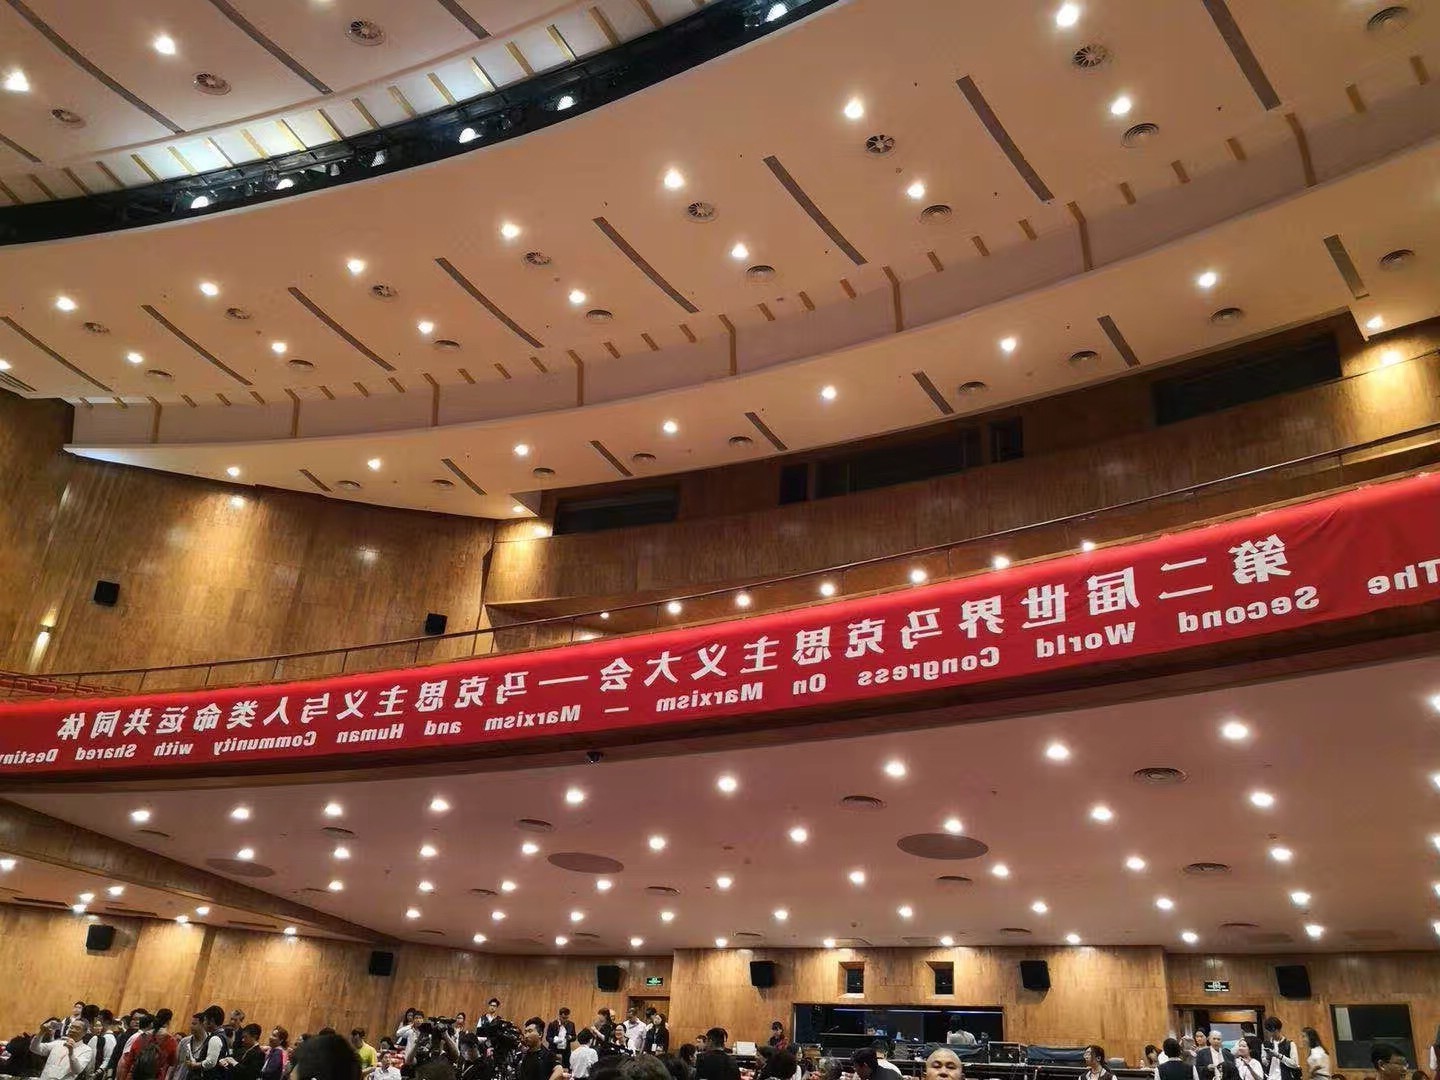 第二届世界马克思主义大会——马克思主义与人类命运共同体
The Second World Congress On Marxism — Marxism and Human Community with Shared Destiny